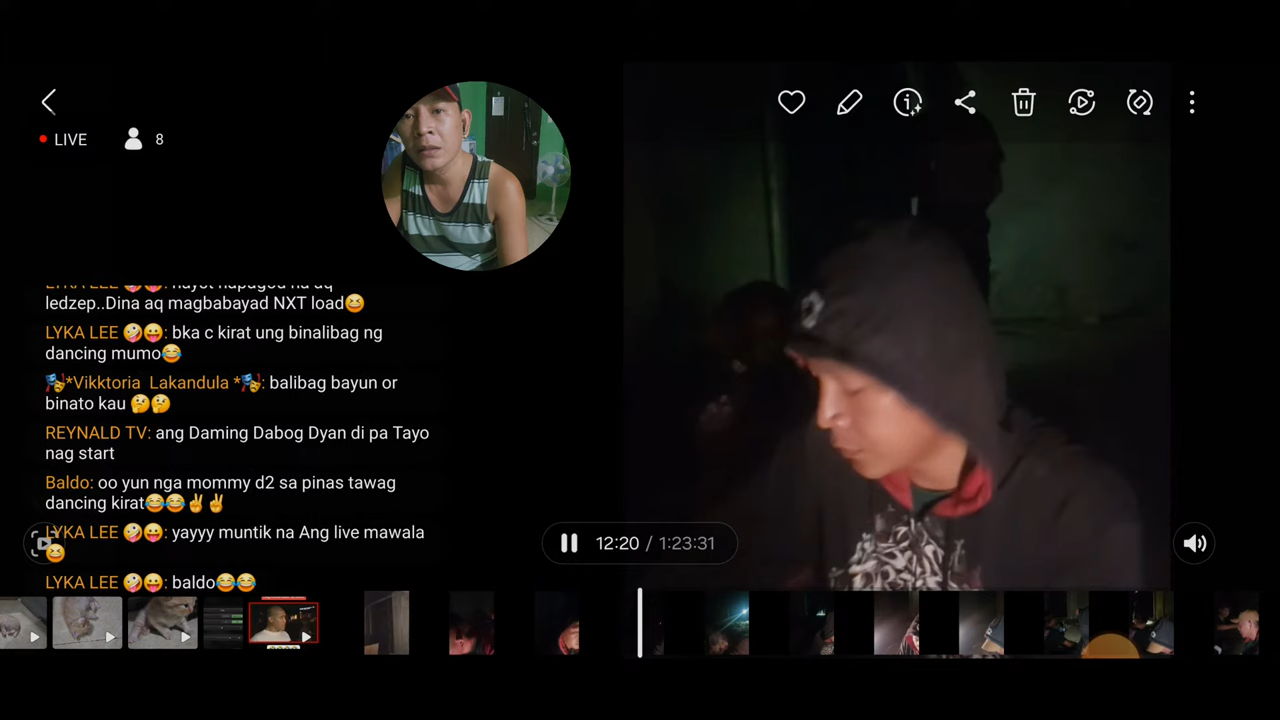 LIVE 8
ledzep..Dina aq magbabayad NXT load😆
LYKA LEE 🤪😛: bka c kirat ung binalibag ng
dancing mumo😂
🎭*Vikktoria Lakandula *🎭: balibag bayun or
binato kau 🤔🤔
REYNALD TV: ang Daming Dabog Dyan di pa Tayo
nag start
Baldo: oo yun nga mommy d2 sa pinas tawag
dancing kirat😂😂✌✌
LYKA LEE 🤪😛: yayyy muntik na Ang live mawala
😆
LYKA LEE 🤪😛: baldo😂😂
12:20 / 1:23:31